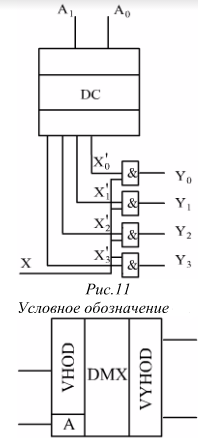 A1 A0
DC
X'0 & Y0
X'1 & Y1
X'2 & Y2
X'3 & Y3
X
Рис.11
Условное обозначение
VHOD DMX VYHOD
A